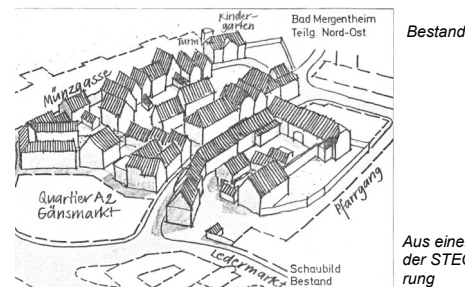 Kinder-
garten
Turm
Bad Mergentheim
Teilg. Nord-Ost
Bestand
Münzgasse
Quartier A2
Gänsmarkt
Pfarrgang
Ledermarkt
Schaubild
Bestand
Aus eine
der STEG
rung